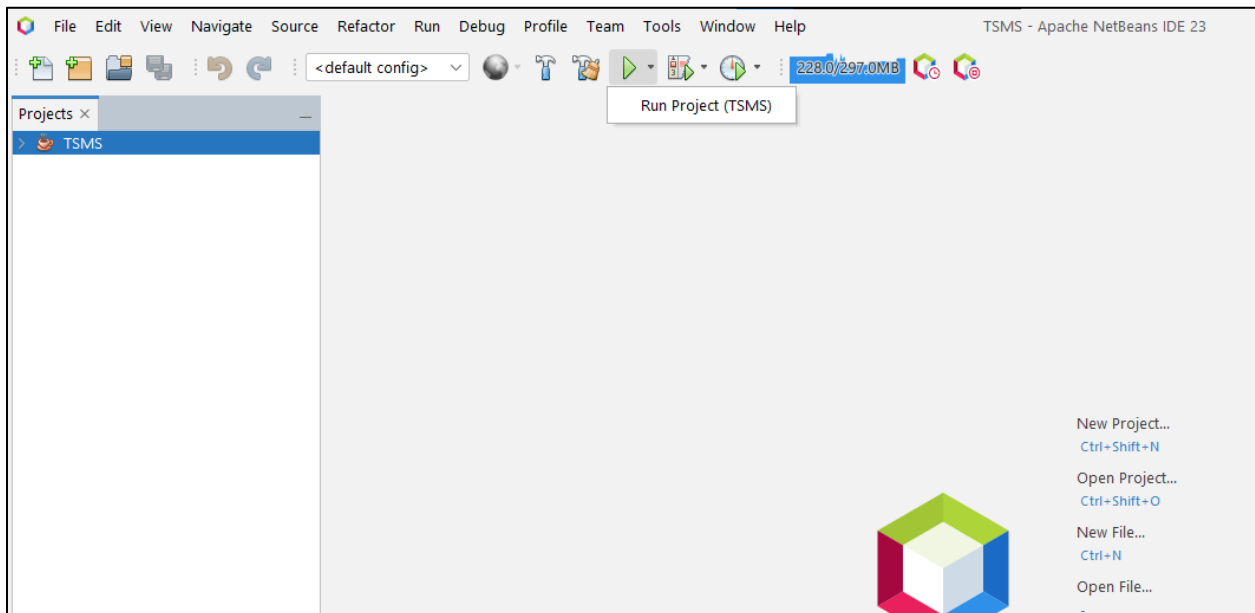 File Edit View Navigate Source Refactor Run Debug Profile Team Tools Window Help TSMS - Apache NetBeans IDE 23
<default config> 228.0/297.0MB
Run Project (TSMS)
Projects
TSMS
New Project...
Ctrl+Shift+N
Open Project...
Ctrl+Shift+O
New File...
Ctrl+N
Open File...